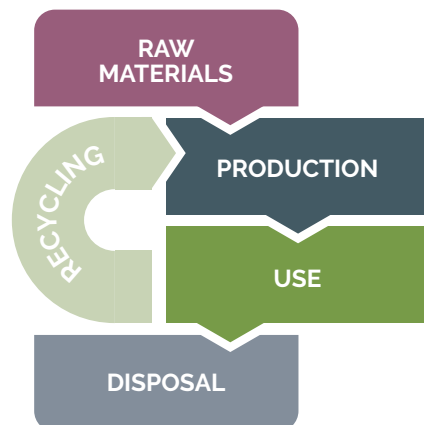 RAW
MATERIALS
RECYCLING
PRODUCTION
USE
DISPOSAL